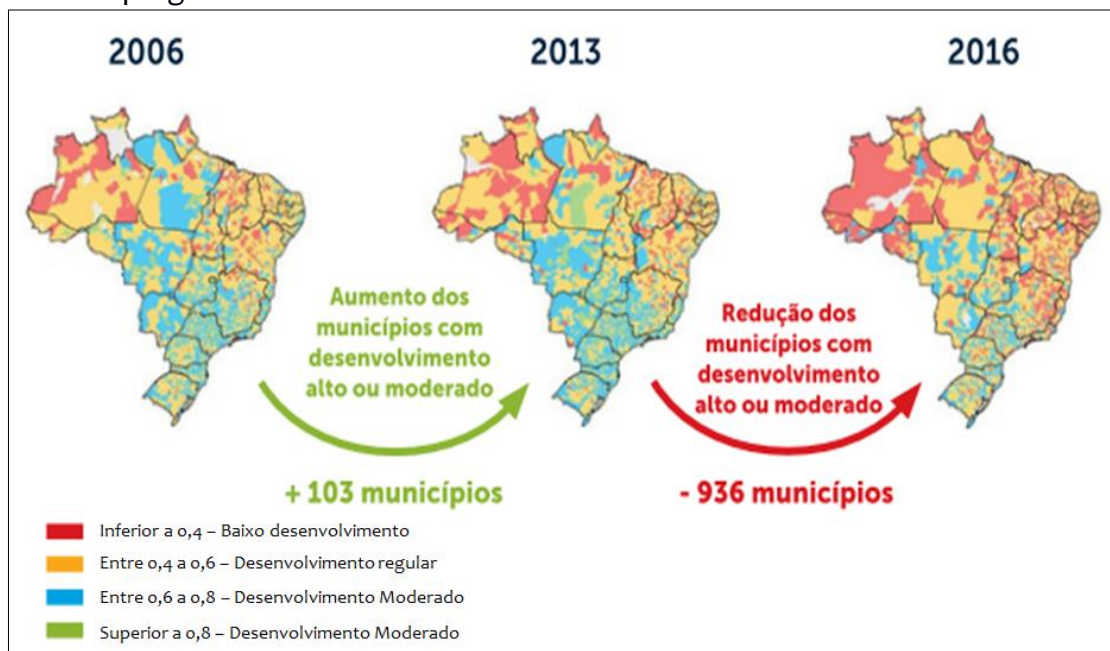 2006
2013
2016
Aumento dos
municípios com
desenvolvimento
alto ou moderado
+ 103 municípios
Redução dos
municípios com
desenvolvimento
alto ou moderado
- 936 municípios
Inferior a 0,4 – Baixo desenvolvimento
Entre 0,4 a 0,6 – Desenvolvimento regular
Entre 0,6 a 0,8 – Desenvolvimento Moderado
Superior a 0,8 – Desenvolvimento Moderado